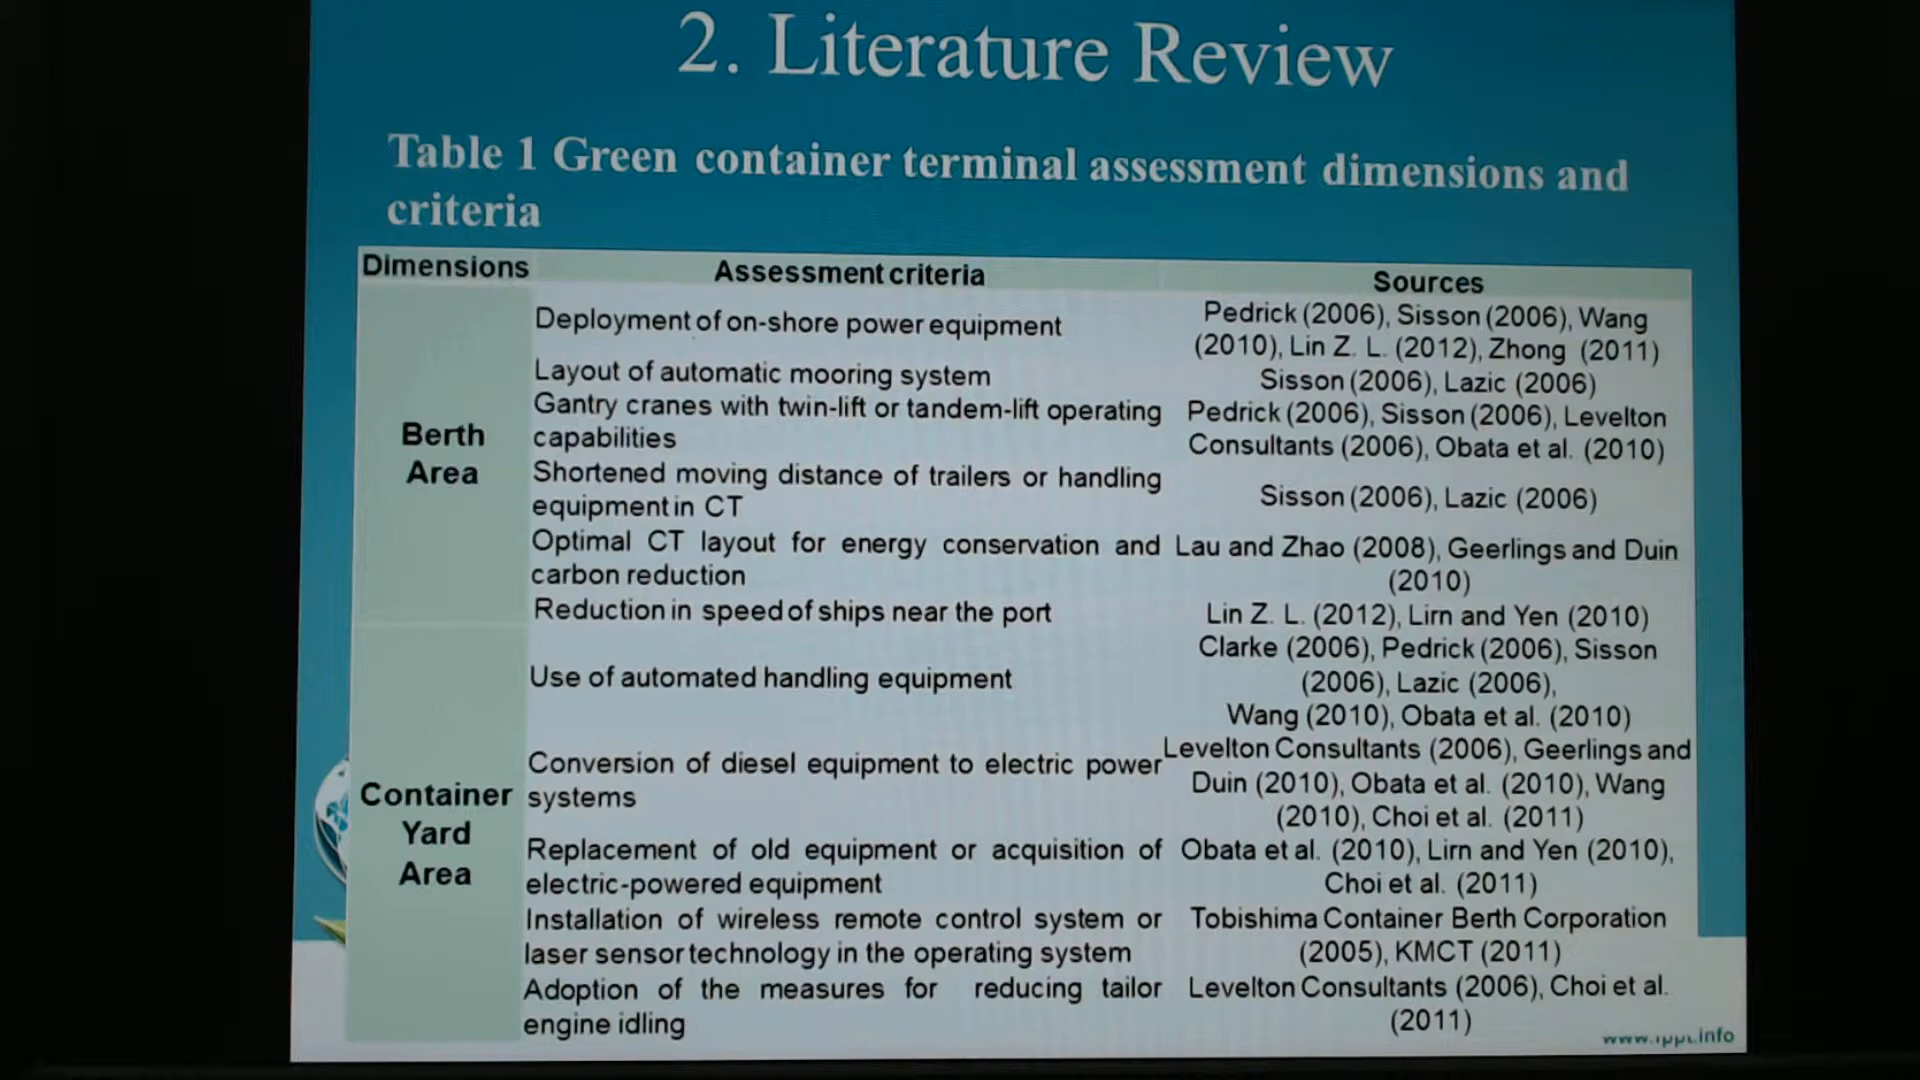 2. Literature Review
Table 1 Green container terminal assessment dimensions and
criteria
Dimensions Assessment criteria Sources
Berth
Area
Deployment of on-shore power equipment
Pedrick (2006), Sisson (2006), Wang
(2010), Lin Z. L. (2012), Zhong (2011)
Layout of automatic mooring system
Sisson (2006), Lazic (2006)
Gantry cranes with twin-lift or tandem-lift operating
capabilities
Pedrick (2006), Sisson (2006), Levelton
Consultants (2006), Obata et al. (2010)
Shortened moving distance of trailers or handling
equipment in CT
Sisson (2006), Lazic (2006)
Optimal CT layout for energy conservation and
carbon reduction
Lau and Zhao (2008), Geerlings and Duin
(2010)
Reduction in speed of ships near the port
Lin Z. L. (2012), Lirn and Yen (2010)
Container
Yard
Area
Use of automated handling equipment
Clarke (2006), Pedrick (2006), Sisson
(2006), Lazic (2006),
Wang (2010), Obata et al. (2010)
Conversion of diesel equipment to electric power
systems
Levelton Consultants (2006), Geerlings and
Duin (2010), Obata et al. (2010), Wang
(2010), Choi et al. (2011)
Replacement of old equipment or acquisition of
electric-powered equipment
Obata et al. (2010), Lirn and Yen (2010),
Choi et al. (2011)
Installation of wireless remote control system or
laser sensor technology in the operating system
Tobishima Container Berth Corporation
(2005), KMCT (2011)
Adoption of the measures for reducing tailor
engine idling
Levelton Consultants (2006), Choi et al.
(2011)